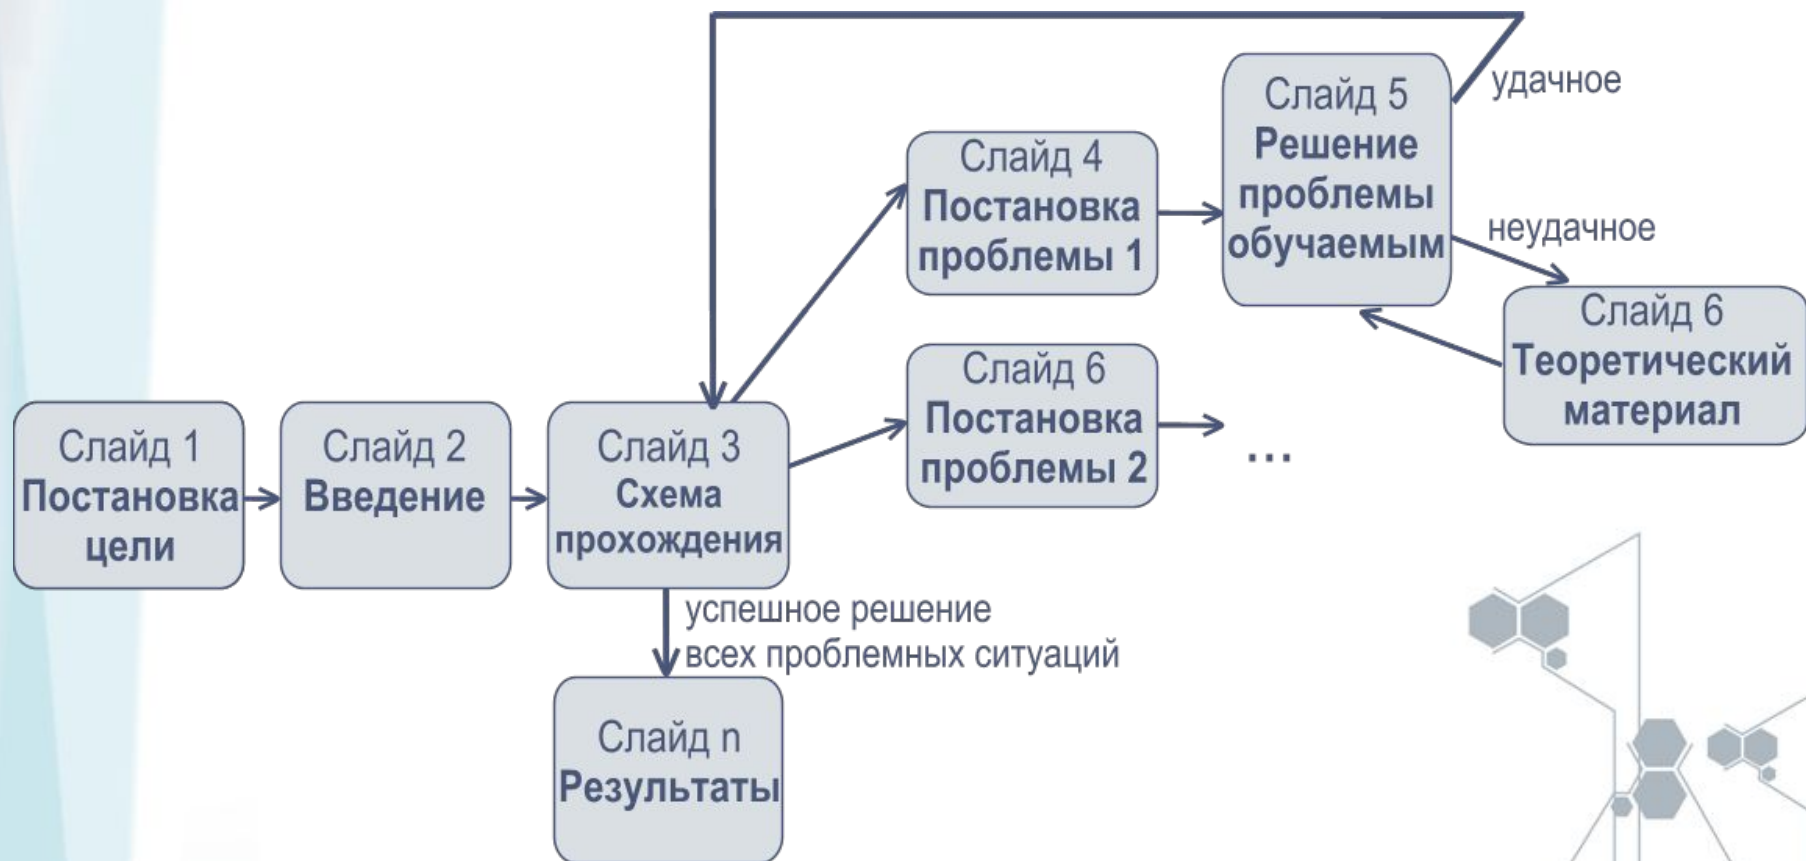 Слайд 1
Постановка
цели
Слайд 2
Введение
Слайд 3
Схема
прохождения
Слайд 4
Постановка
проблемы 1
Слайд 5
Решение
проблемы
обучаемым
удачное
неудачное
Слайд 6
Теоретический
материал
Слайд 6
Постановка
проблемы 2
...
успешное решение
всех проблемных ситуаций
Слайд n
Результаты